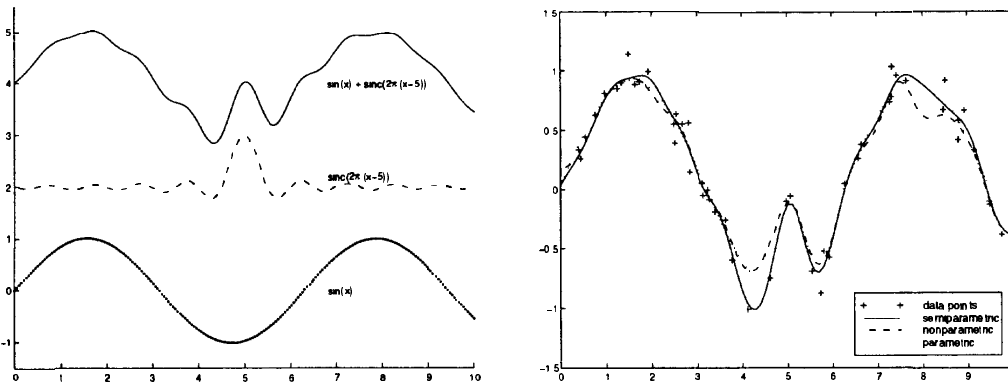 5
4
3
2
1
0
-1
sin(x) + sinc(2π (x-5))
sinc(2π (x-5))
sin(x)
0 1 2 3 4 5 6 7 8 9 10
1.5
1
0.5
0
-0.5
-1
-1.5
+ + data points
semiparametric
nonparametric
parametric
0 1 2 3 4 5 6 7 8 9